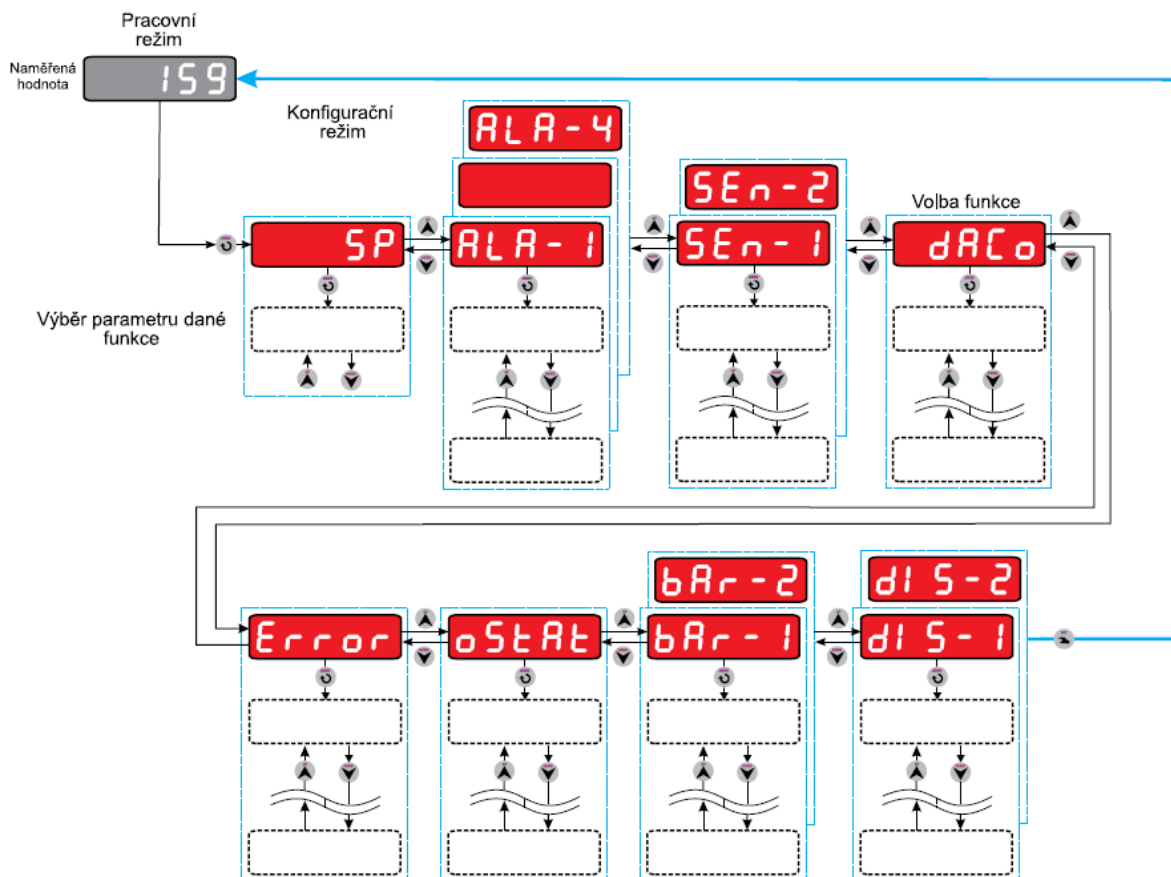 Pracovní
režim
Naměřená
hodnota
159
Konfigurační
režim
ALA-4
SEn-2
Volba funkce
SP
ALA-1
SEn-1
dACo
Výběr parametru dané
funkce
bAr-2
dIS-2
Error
oStAt
bAr-1
dIS-1